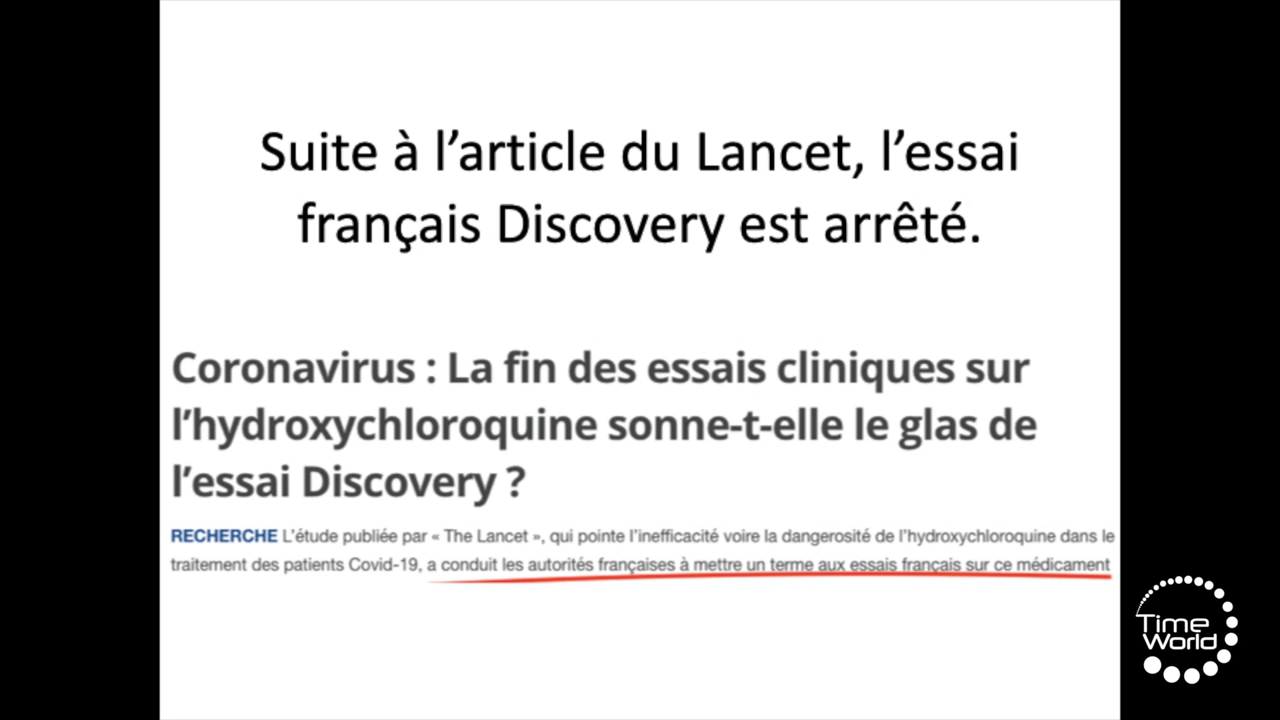 Suite à l’article du Lancet, l’essai
français Discovery est arrêté.
Coronavirus : La fin des essais cliniques sur
l’hydroxychloroquine sonne-t-elle le glas de
l’essai Discovery ?
RECHERCHE L’étude publiée par « The Lancet », qui pointe l’inefficacité voire la dangerosité de l’hydroxychloroquine dans le
traitement des patients Covid-19, a conduit les autorités françaises à mettre un terme aux essais français sur ce médicament
Time
World